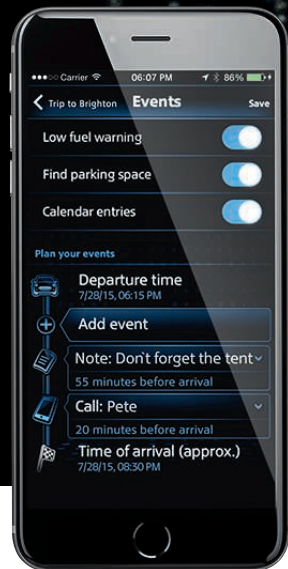 Carrier 06:07 PM 86%
Trip to Brighton Events Save
Low fuel warning
Find parking space
Calendar entries
Plan your events
Departure time
7/28/15, 06:15 PM
Add event
Note: Don't forget the tent
55 minutes before arrival
Call: Pete
20 minutes before arrival
Time of arrival (approx.)
7/28/15, 08:30 PM